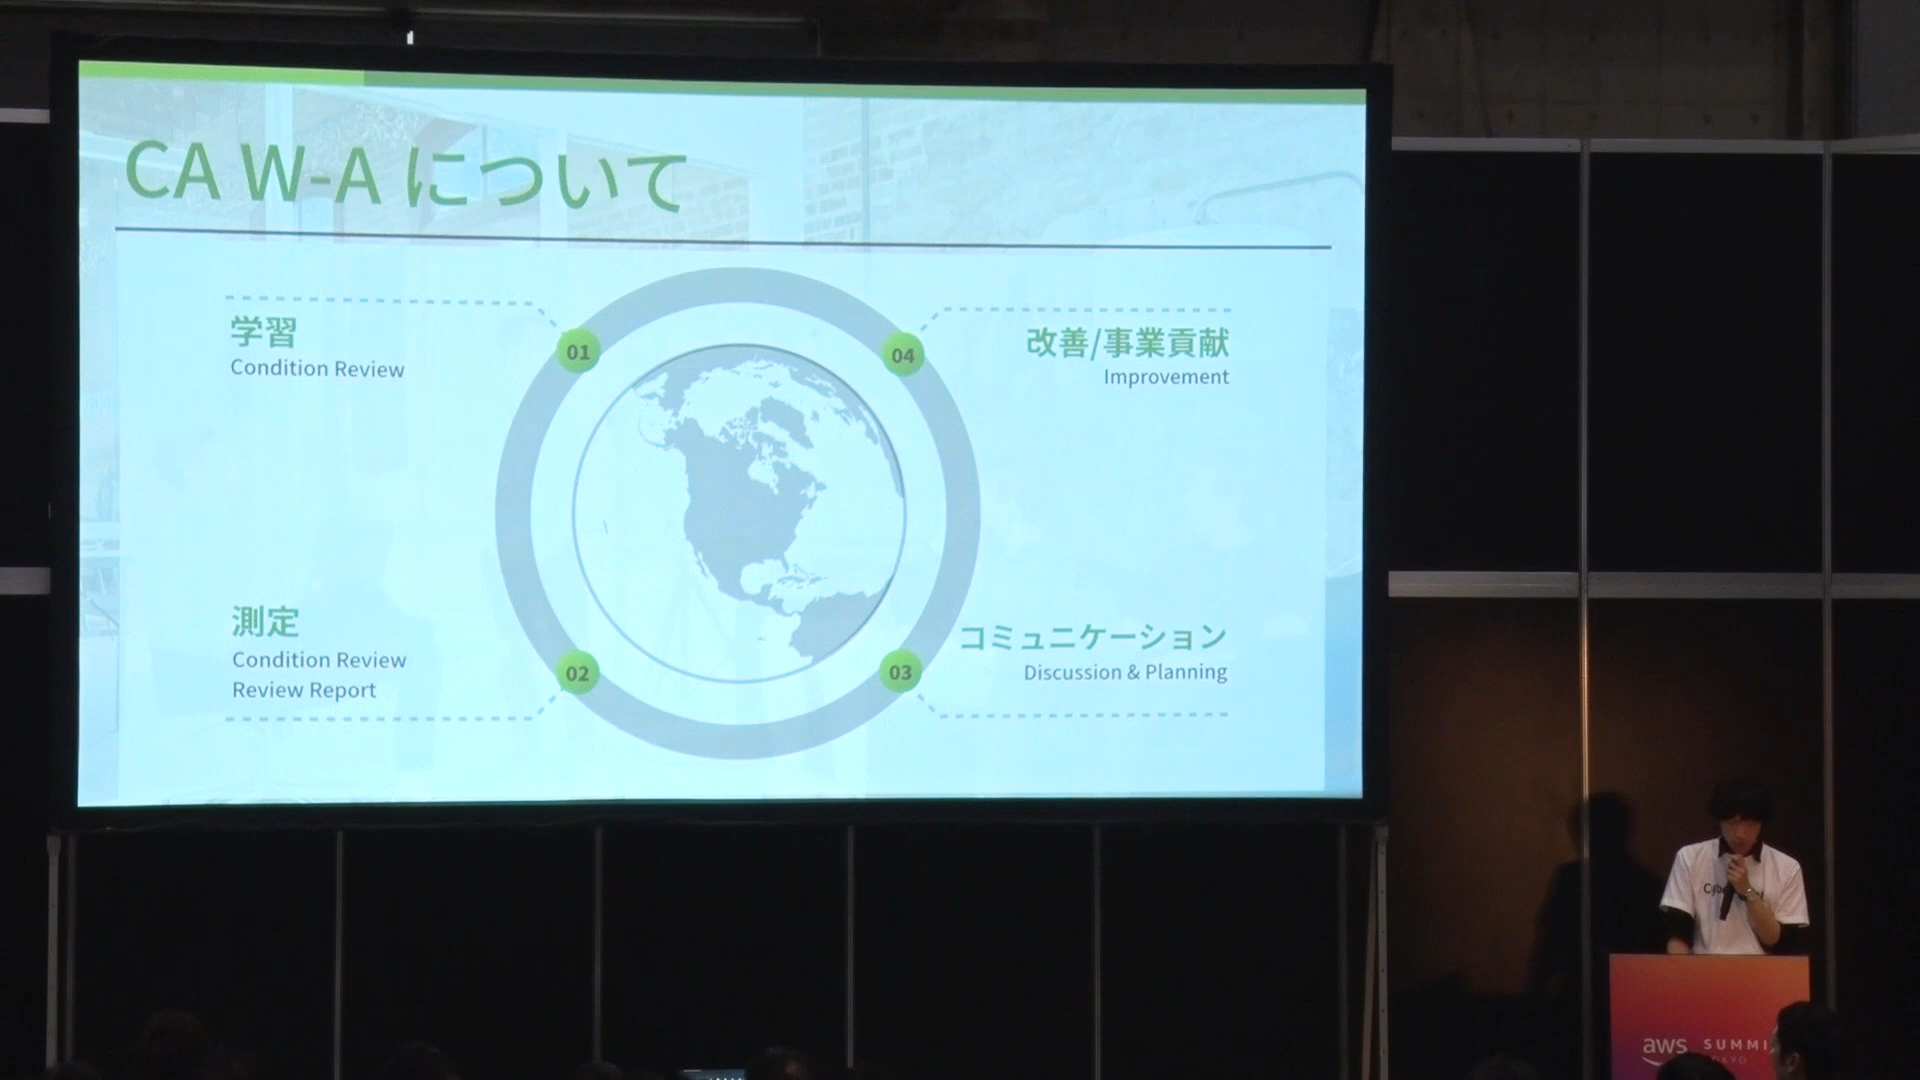 CA W-A について
学習
Condition Review
01
04
改善/事業貢献
Improvement
測定
Condition Review
Review Report
02
03
コミュニケーション
Discussion & Planning
aws SUMMI